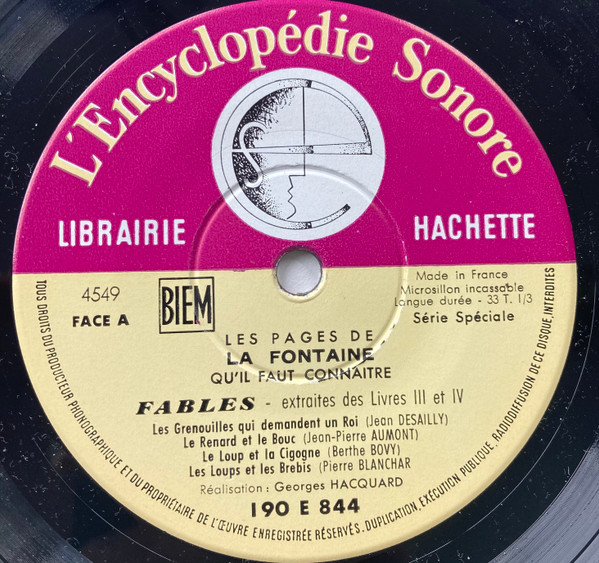 L'Encyclopédie Sonore
LIBRAIRIE HACHETTE
4549
FACE A
BIEM
Made in France
Microsillon incassable
Langue durée - 33 T. 1/3
Série Spéciale
LES PAGES DE
LA FONTAINE
QU'IL FAUT CONNAITRE
FABLES - extraites des Livres III et IV
Les Grenouilles qui demandent un Roi (Jean DESAILLY)
Le Renard et le Bouc (Jean-Pierre AUMONT)
Le Loup et la Cigogne (Berthe BOVY)
Les Loups et les Brebis (Pierre BLANCHAR
Réalisation : Georges HACQUARD
190 E 844
TOUS DROITS DU PRODUCTEUR PHONOGRAPHIQUE ET DU PROPRIÉTAIRE DE L'ŒUVRE ENREGISTRÉE RÉSERVÉS. DUPLICATION, EXÉCUTION PUBLIQUE, RADIODIFFUSION DE CE DISQUE, INTERDITES